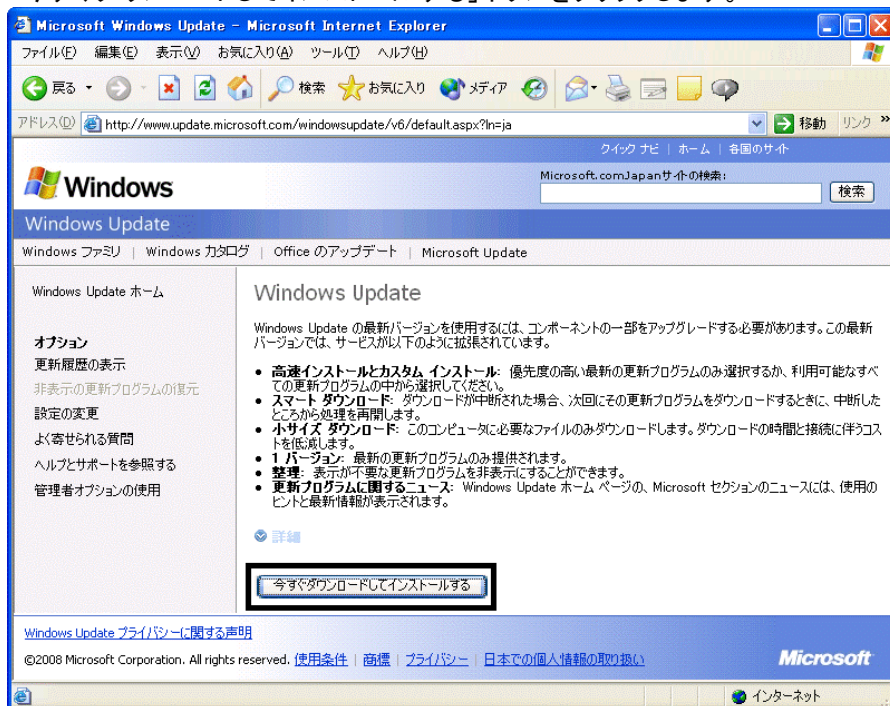 Microsoft Windows Update - Microsoft Internet Explorer
ファイル(F) 編集(E) 表示(V) お気に入り(A) ツール(T) ヘルプ(H)
戻る 検索 お気に入り メディア
アドレス(D) http://www.update.microsoft.com/windowsupdate/v6/default.aspx?ln=ja 移動 リンク »
クイック ナビ | ホーム | 各国のサイト
Windows
Microsoft.comJapanサイトの検索:
検索
Windows Update
Windows ファミリ | Windows カタログ | Office のアップデート | Microsoft Update
Windows Update ホーム
オプション
更新履歴の表示
非表示の更新プログラムの復元
設定の変更
よく寄せられる質問
ヘルプとサポートを参照する
管理者オプションの使用
Windows Update
Windows Update の最新バージョンを使用するには、コンポーネントの一部をアップグレードする必要があります。この最新
バージョンでは、サービスが以下のように拡張されています。
• 高速インストールとカスタム インストール: 優先度の高い最新の更新プログラムのみ選択するか、利用可能なすべ
ての更新プログラムの中から選択してください。
• スマート ダウンロード: ダウンロードが中断された場合、次回にその更新プログラムをダウンロードするときに、中断した
ところから処理を再開します。
• 小サイズ ダウンロード: このコンピュータに必要なファイルのみダウンロードします。ダウンロードの時間と接続に伴うコス
トを低減します。
• 1 バージョン: 最新の更新プログラムのみ提供されます。
• 整理: 表示が不要な更新プログラムを非表示にすることができます。
• 更新プログラムに関するニュース: Windows Update ホーム ページの、Microsoft セクションのニュースには、使用の
ヒントと最新情報が表示されます。
詳細
今すぐダウンロードしてインストールする
Windows Update プライバシーに関する声明
©2008 Microsoft Corporation. All rights reserved. 使用条件 | 商標 | プライバシー | 日本での個人情報の取り扱い
Microsoft
インターネット